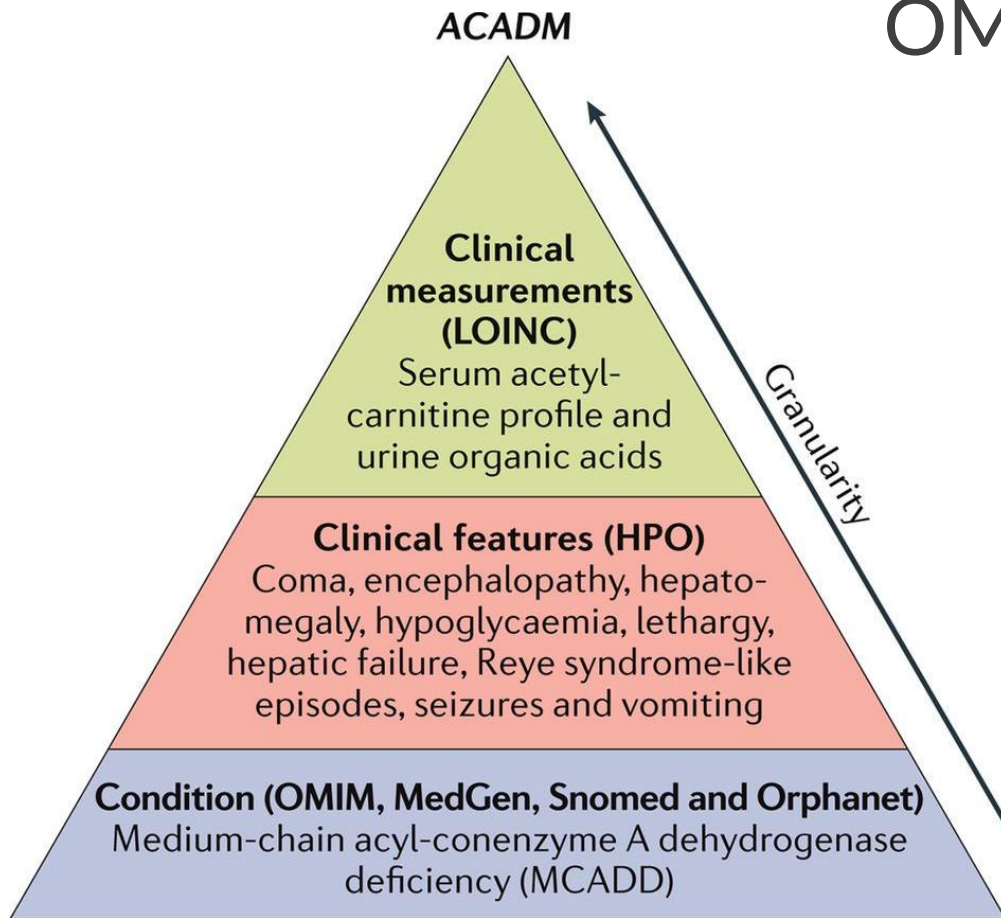 ACADM
OM
Clinical
measurements
(LOINC)
Serum acetyl-
carnitine profile and
urine organic acids
Granularity
Clinical features (HPO)
Coma, encephalopathy, hepato-
megaly, hypoglycaemia, lethargy,
hepatic failure, Reye syndrome-like
episodes, seizures and vomiting
Condition (OMIM, MedGen, Snomed and Orphanet)
Medium-chain acyl-conenzyme A dehydrogenase
deficiency (MCADD)